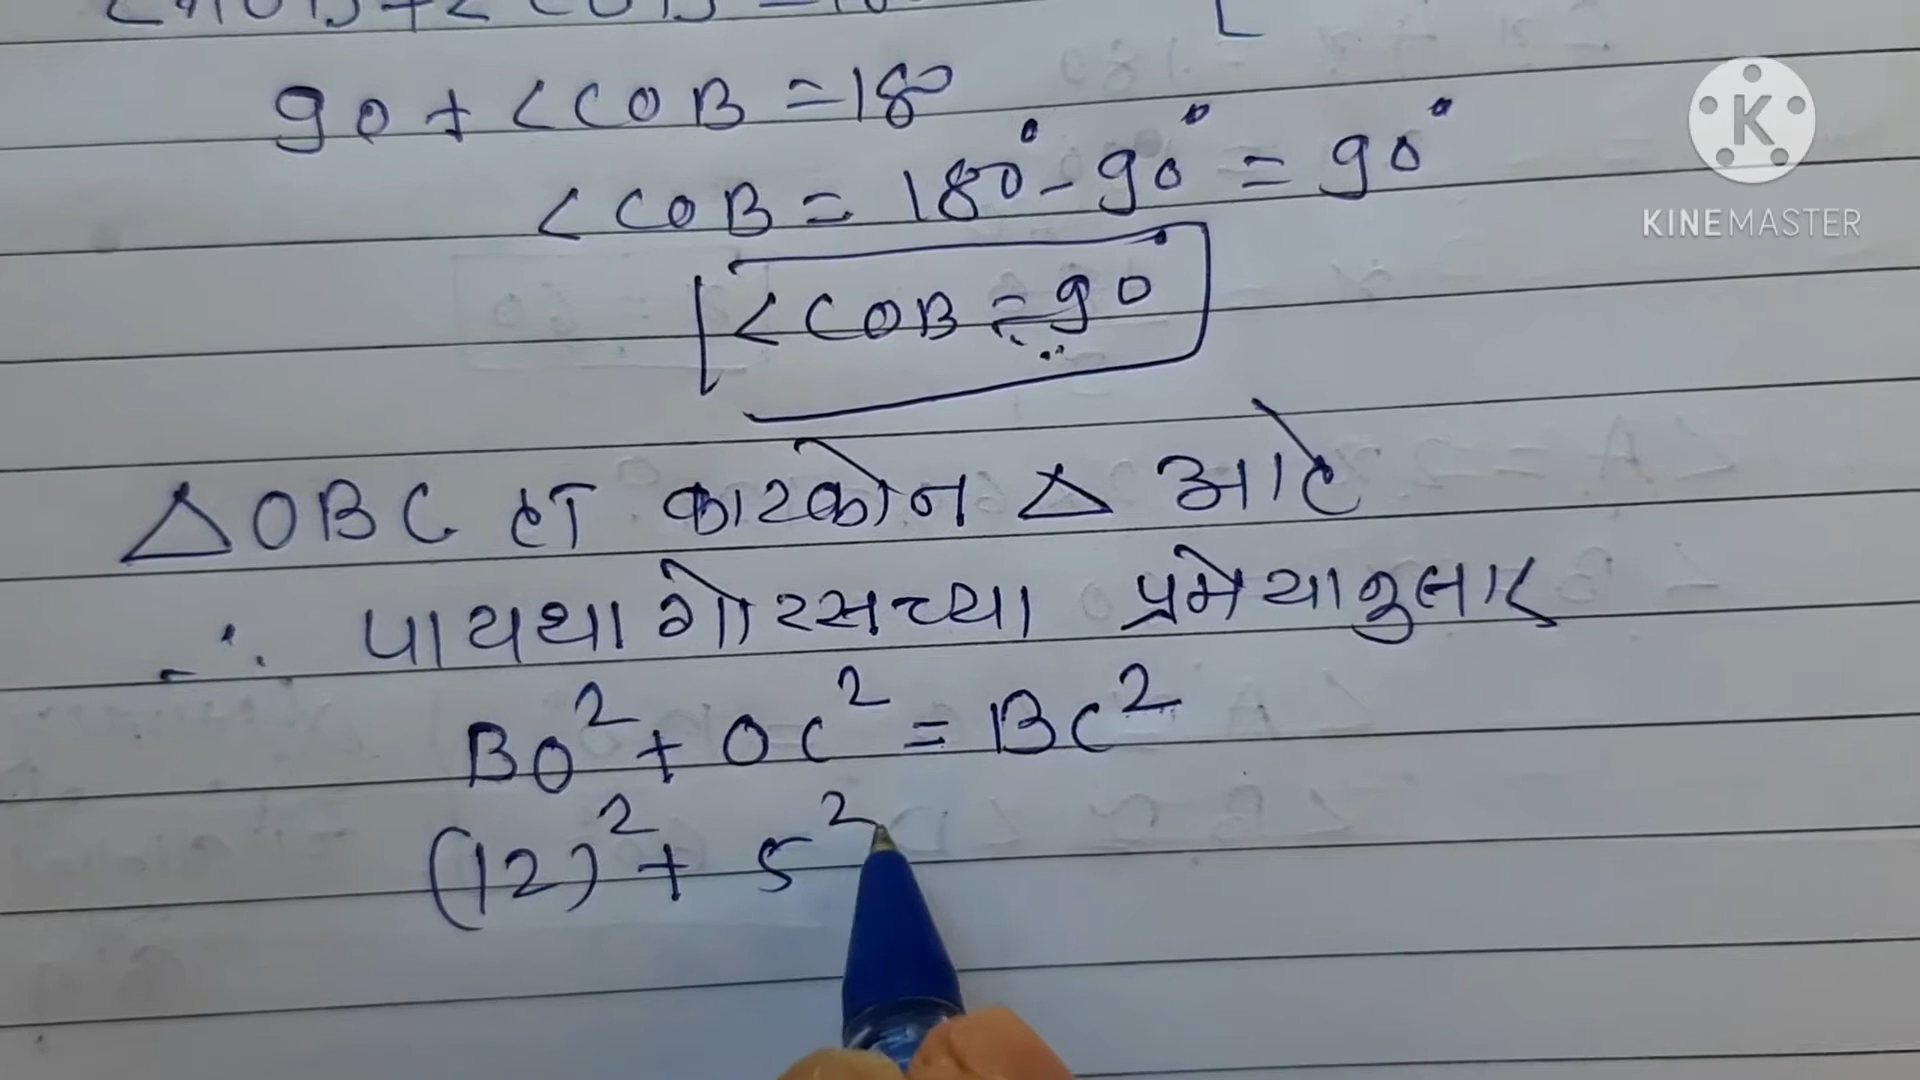 90 + <COB = 180
<COB = 180° - 90° = 90°
<COB = 90°
△OBC हा काटकोन △ आहे
∴ पायथागोरसच्या प्रमेयानुसार
BO² + OC² = BC²
(12)² + 5²
K
KINEMASTER